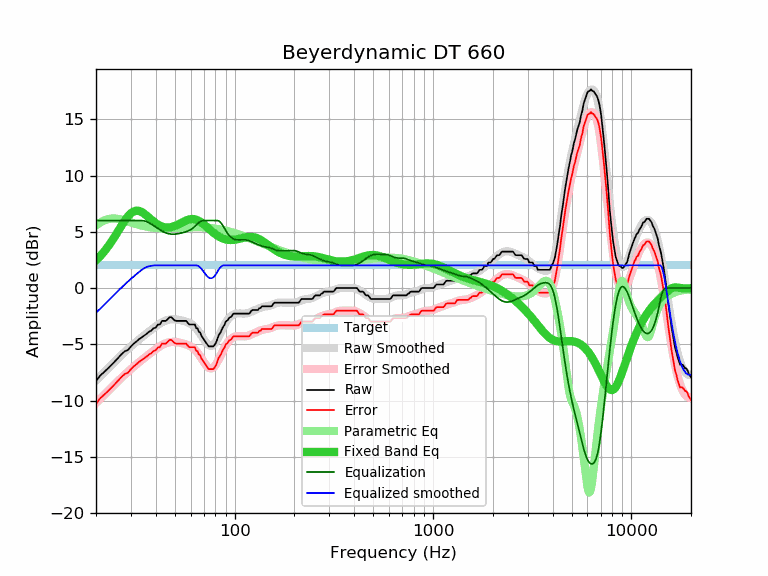 Beyerdynamic DT 660
Amplitude (dBr)
15
10
5
0
−5
−10
−15
−20
Target
Raw Smoothed
Error Smoothed
Raw
Error
Parametric Eq
Fixed Band Eq
Equalization
Equalized smoothed
100
1000
10000
Frequency (Hz)